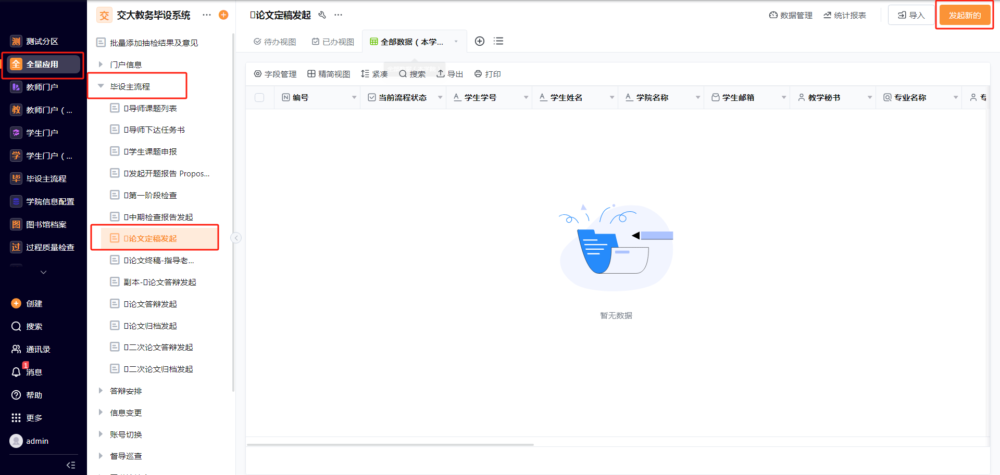 测 测试分区
全 全量应用
教师门户
教 教师门户（...
学生门户
学 学生门户（...
毕 毕设主流程
学院信息配置
图 图书馆档案
过 过程质量检查
创建
搜索
通讯录
1
消息
帮助
更多
admin
交 交大教务毕设系统
批量添加抽检结果及意见
门户信息
毕设主流程
导师课题列表
导师下达任务书
学生课题申报
发起开题报告 Propos...
第一阶段检查
中期检查报告发起
论文定稿发起
论文终稿-指导老...
副本-论文答辩发起
论文答辩发起
论文归档发起
二次论文答辩发起
二次论文归档发起
答辩安排
信息变更
账号切换
督导巡查
论文定稿发起
数据管理 统计报表 导入 发起新的
待办视图 已办视图 全部数据（本学...
字段管理 精简视图 紧凑 搜索 导出 打印
编号 当前流程状态 学生学号 学生姓名 学院名称 学生邮箱 教学秘书 专业名称 专
暂无数据